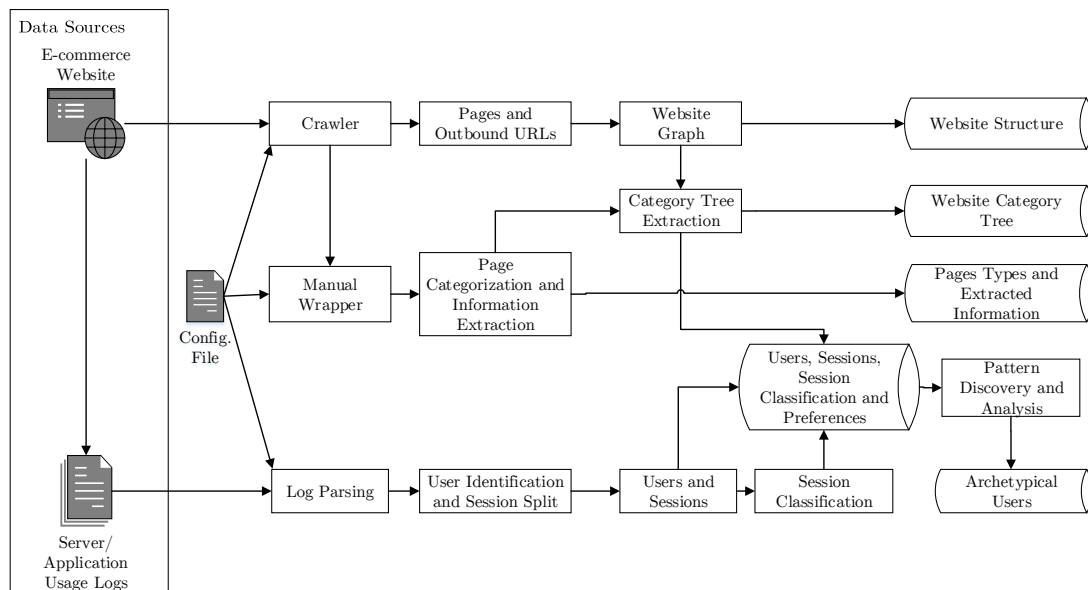 Data Sources
E-commerce
Website
Crawler
Pages and
Outbound URLs
Website
Graph
Website Structure
Category Tree
Extraction
Website Category
Tree
Config.
File
Manual
Wrapper
Page
Categorization and
Information
Extraction
Pages Types and
Extracted
Information
Users, Sessions,
Session
Classification and
Preferences
Pattern
Discovery and
Analysis
Server/
Application
Usage Logs
Log Parsing
User Identification
and Session Split
Users and
Sessions
Session
Classification
Archetypical
Users